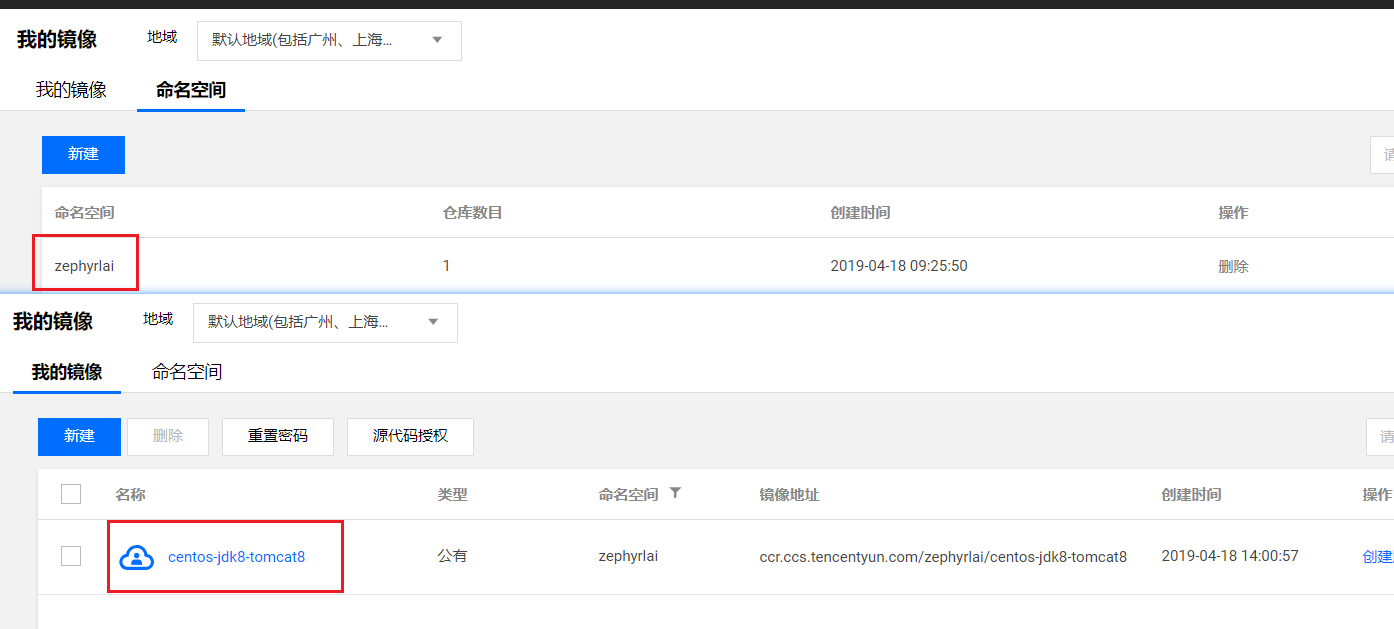 我的镜像 地域 默认地域(包括广州、上海...
我的镜像 命名空间
新建 请
命名空间 仓库数目 创建时间 操作
zephyrlai 1 2019-04-18 09:25:50 删除
我的镜像 地域 默认地域(包括广州、上海...
我的镜像 命名空间
新建 删除 重置密码 源代码授权 请
名称 类型 命名空间 镜像地址 创建时间 操作
centos-jdk8-tomcat8 公有 zephyrlai ccr.ccs.tencentyun.com/zephyrlai/centos-jdk8-tomcat8 2019-04-18 14:00:57 创建